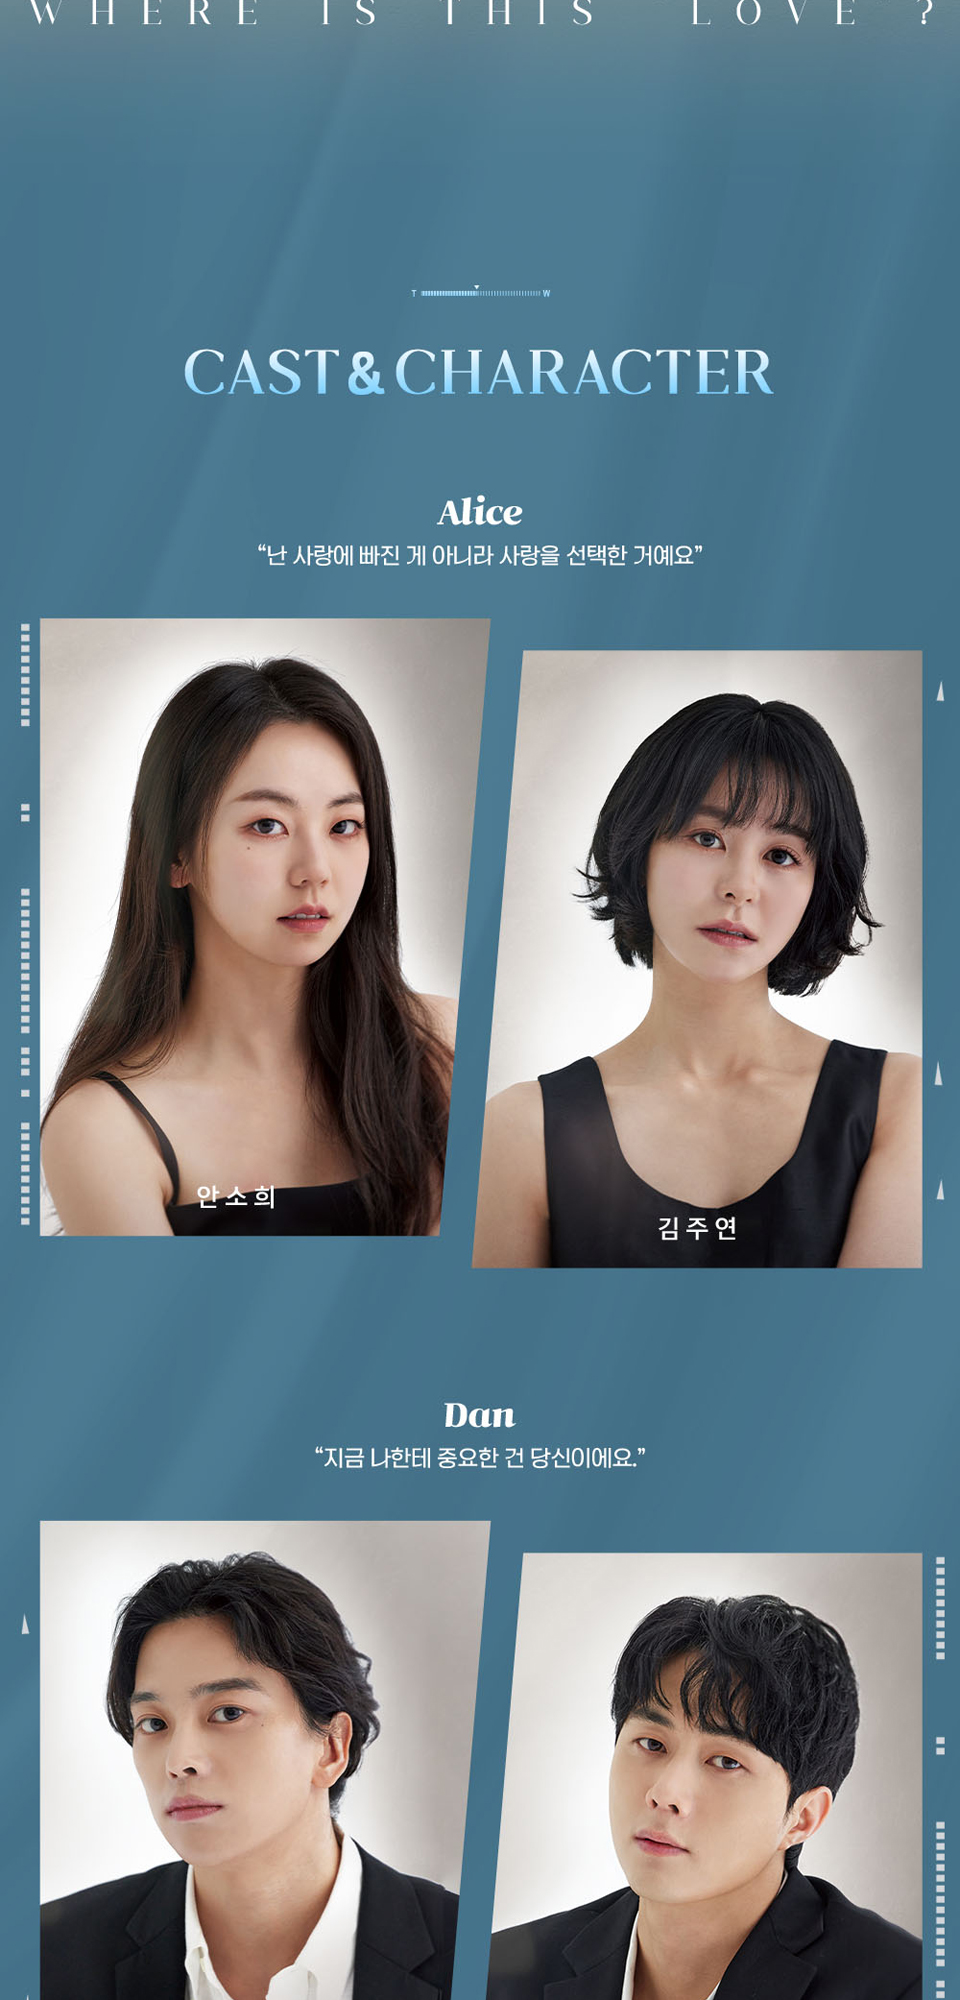 WHERE IS THIS LOVE?
T W
CAST & CHARACTER
Alice
“난 사랑에 빠진 게 아니라 사랑을 선택한 거예요”
안소희
김주연
Dan
“지금 나한테 중요한 건 당신이에요.”